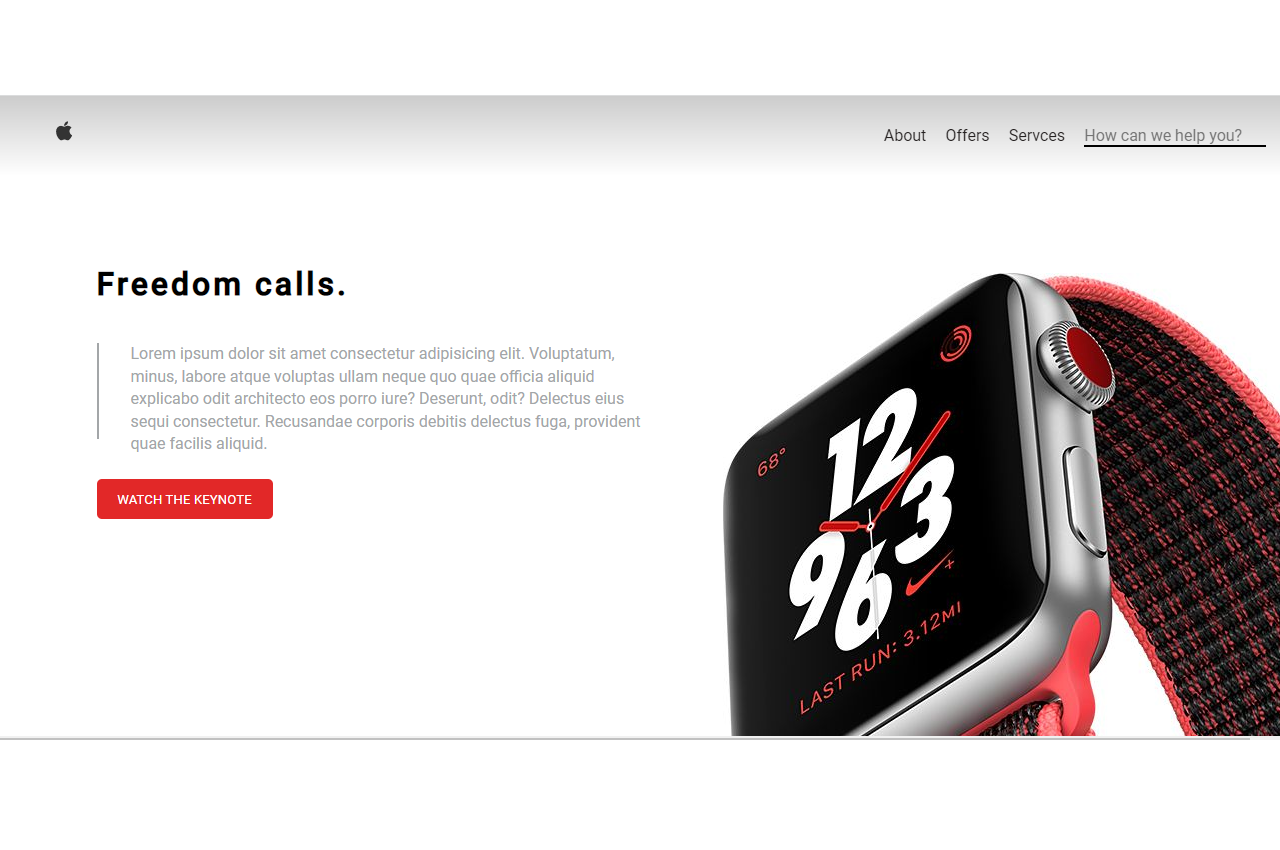 About Offers Servces How can we help you?
Freedom calls.
Lorem ipsum dolor sit amet consectetur adipisicing elit. Voluptatum,
minus, labore atque voluptas ullam neque quo quae officia aliquid
explicabo odit architecto eos porro iure? Deserunt, odit? Delectus eius
sequi consectetur. Recusandae corporis debitis delectus fuga, provident
quae facilis aliquid.
WATCH THE KEYNOTE
68°
12
3
9
6
+
LAST RUN: 3.12MI